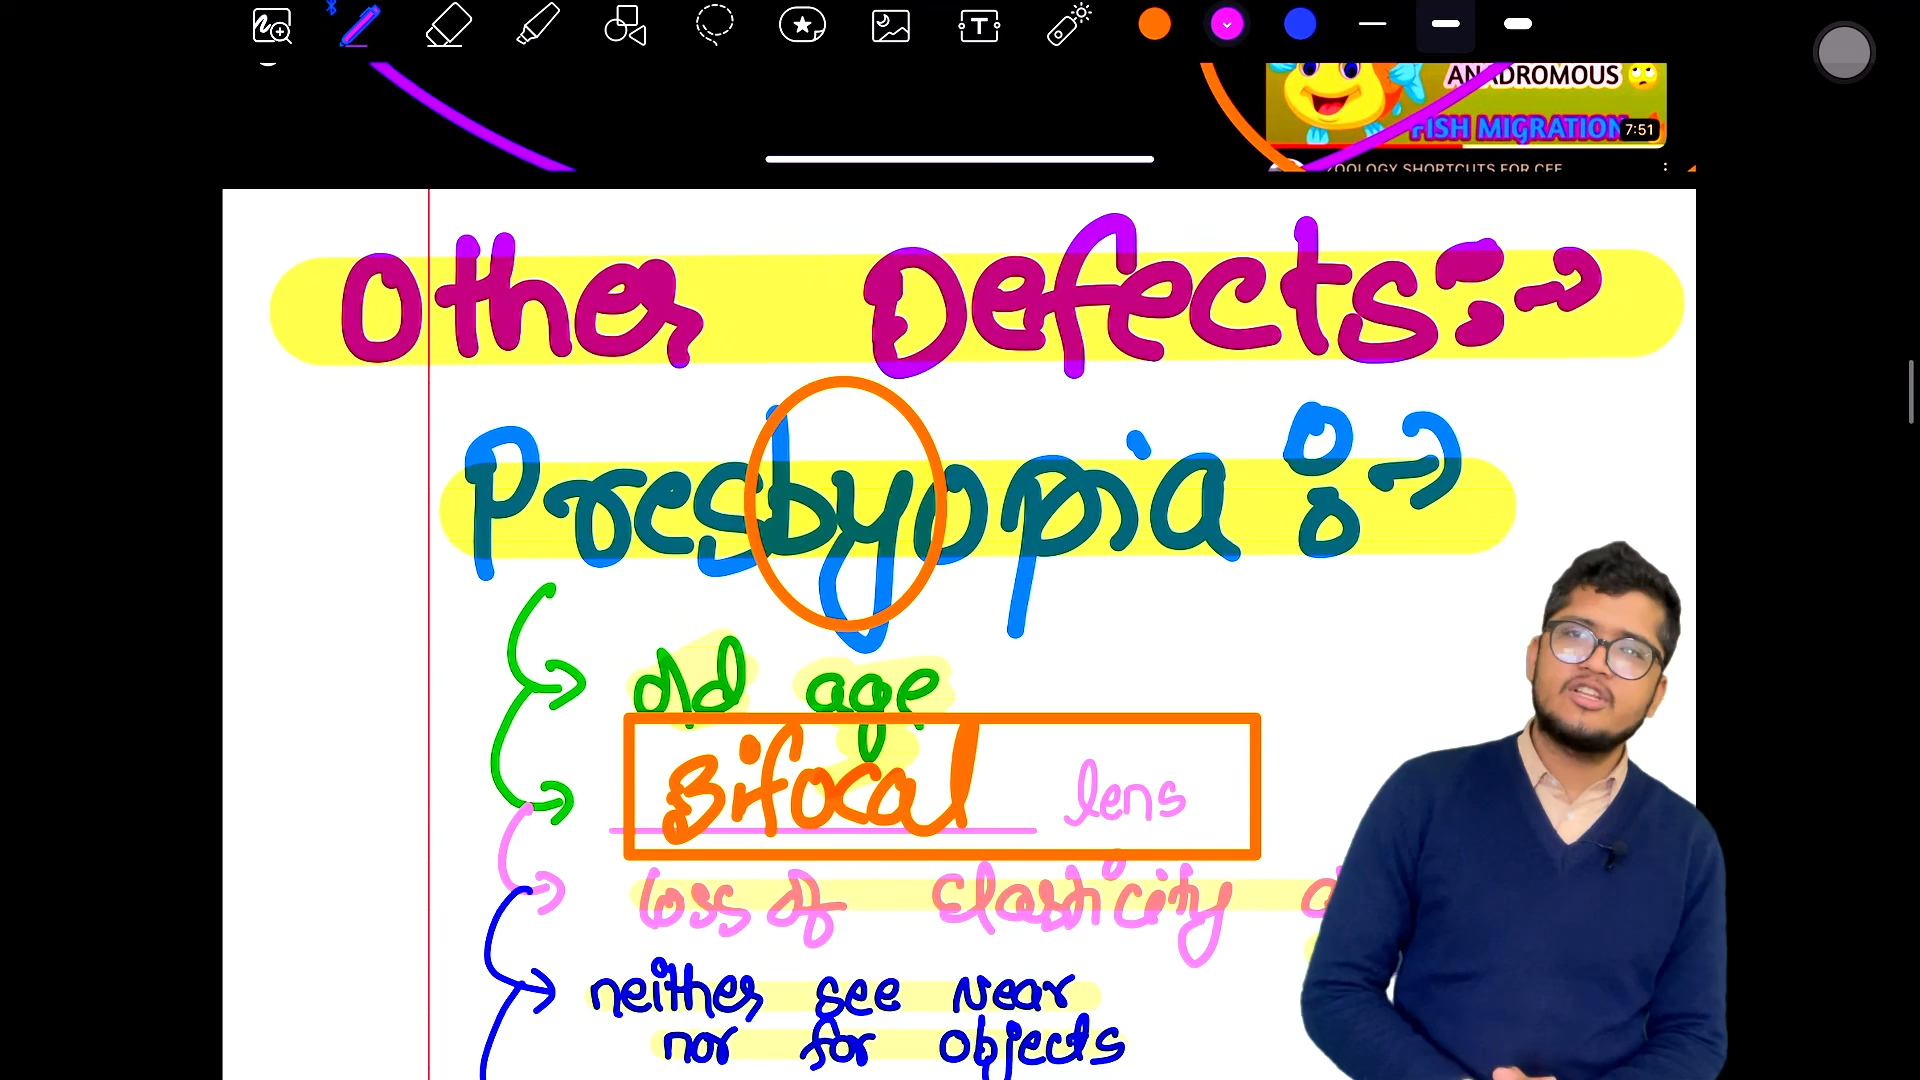 ANADROMOUS
FISH MIGRATION
7:51
ZOOLOGY SHORTCUTS FOR CEE
Other Defects:→
Presbyopia:→
old age
Bifocal lens
loss of Elasticity
neither see Near
nor for objects